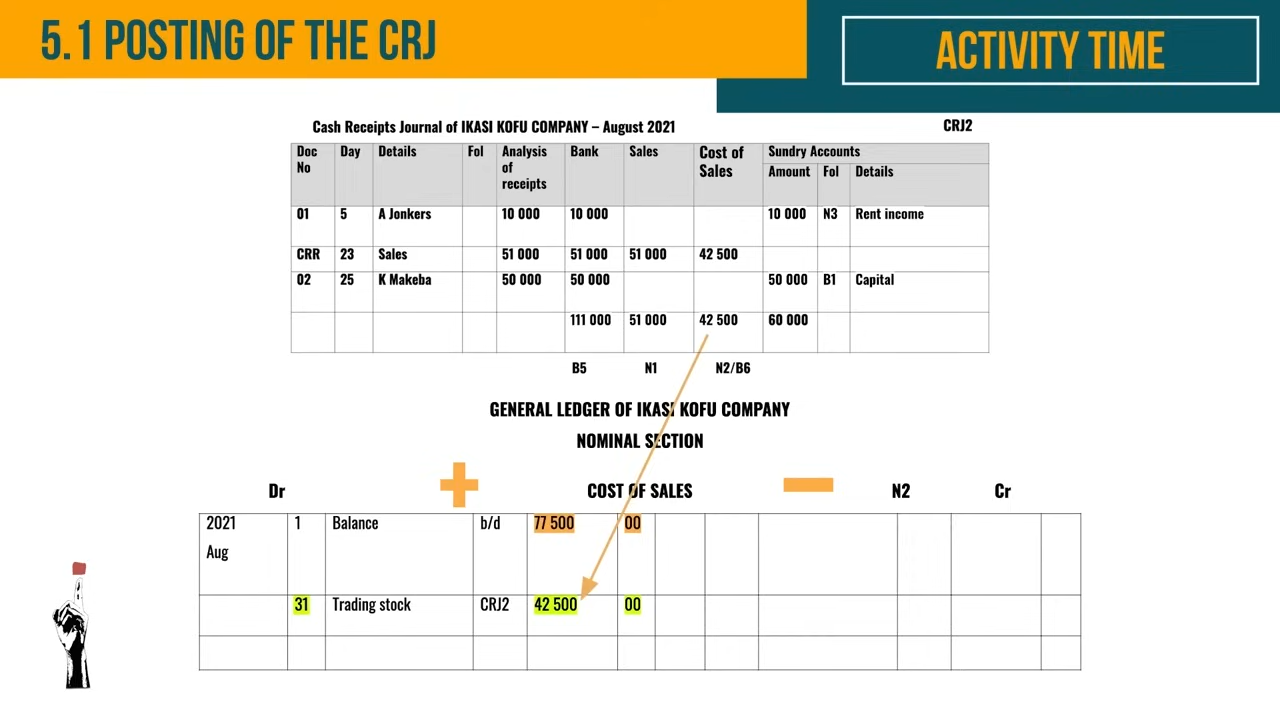 5.1 POSTING OF THE CRJ
ACTIVITY TIME
Cash Receipts Journal of IKASI KOFU COMPANY – August 2021 CRJ2
Doc No Day Details Fol Analysis of receipts Bank Sales Cost of Sales Sundry Accounts
Amount Fol Details
01 5 A Jonkers 10 000 10 000 10 000 N3 Rent income
CRR 23 Sales 51 000 51 000 51 000 42 500
02 25 K Makeba 50 000 50 000 50 000 B1 Capital
111 000 51 000 42 500 60 000
B5 N1 N2/B6
GENERAL LEDGER OF IKASI KOFU COMPANY
NOMINAL SECTION
Dr + COST OF SALES − N2 Cr
2021 1 Balance b/d 77 500 00
Aug
31 Trading stock CRJ2 42 500 00